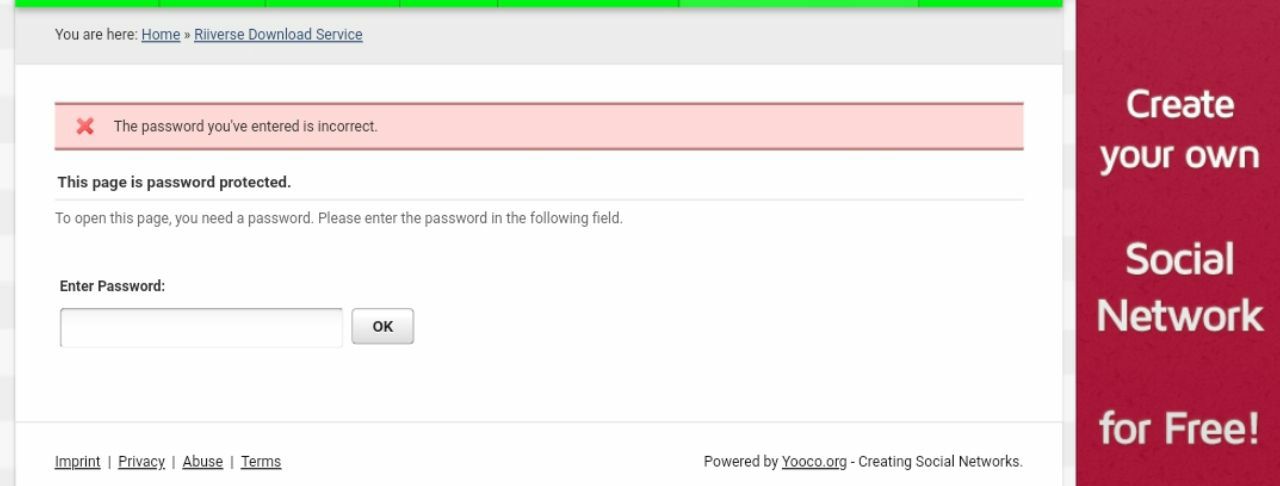 You are here: Home » Riiverse Download Service
The password you've entered is incorrect.
This page is password protected.
To open this page, you need a password. Please enter the password in the following field.
Enter Password:
OK
Imprint | Privacy | Abuse | Terms
Powered by Yooco.org - Creating Social Networks.
Create
your own
Social
Network
for Free!